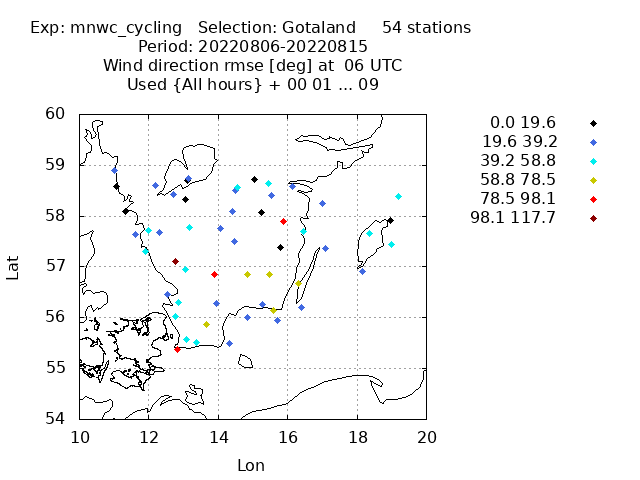 Exp: mnwc_cycling   Selection: Gotaland     54 stations
Period: 20220806-20220815
Wind direction rmse [deg] at  06 UTC
Used {All hours} + 00 01 ... 09
0.0 19.6
19.6 39.2
39.2 58.8
58.8 78.5
78.5 98.1
98.1 117.7
60
59
58
57
56
55
54
Lat
10 12 14 16 18 20
Lon